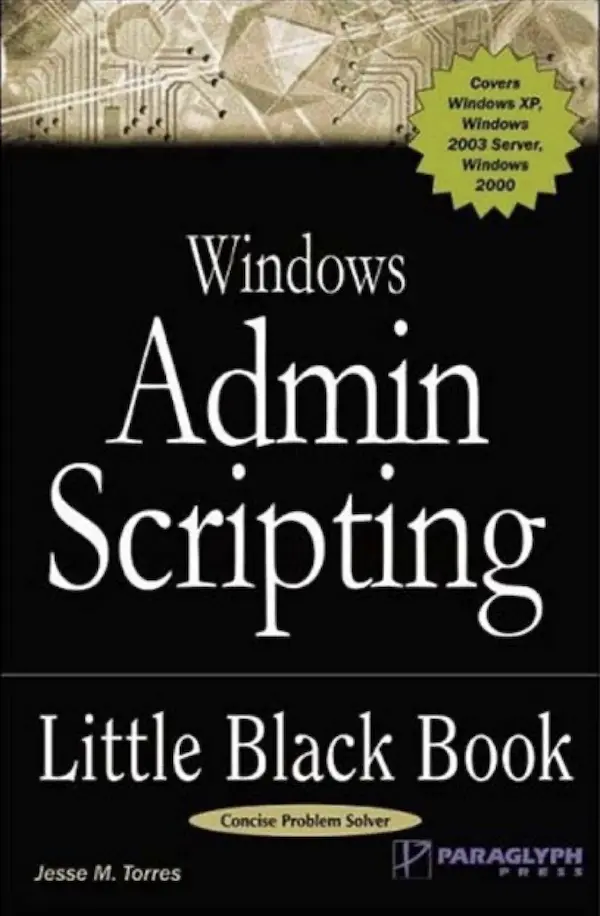 Covers
Windows XP,
Windows
2003 Server,
Windows
2000
Windows
Admin
Scripting
Little Black Book
Concise Problem Solver
Jesse M. Torres
PARAGLYPH
PRESS